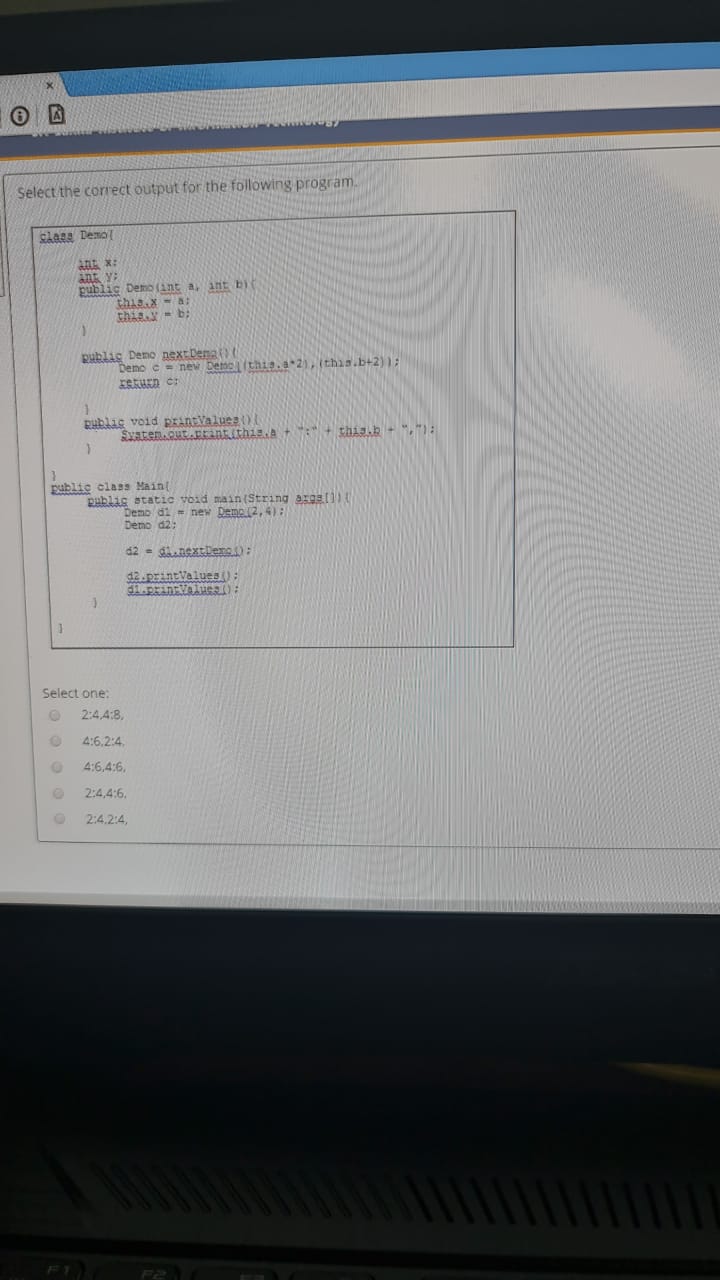 x
Select the correct output for the following program.
class Demo{
int x;
int y;
public Demo(int a, int b){
this.x = a;
this.y = b;
}
public Demo nextDemo(){
Demo c = new Demo((this.a*2),(this.b+2));
return c;
}
public void printValues(){
System.out.print(this.a + ":" + this.b + ",");
}
}
public class Main{
public static void main(String args[]){
Demo d1 = new Demo(2,4);
Demo d2;
d2 = d1.nextDemo();
d2.printValues();
d1.printValues();
}
}
Select one:
2:4,4:8,
4:6,2:4,
4:6,4:6,
2:4,4:6,
2:4,2:4,
F1
F2